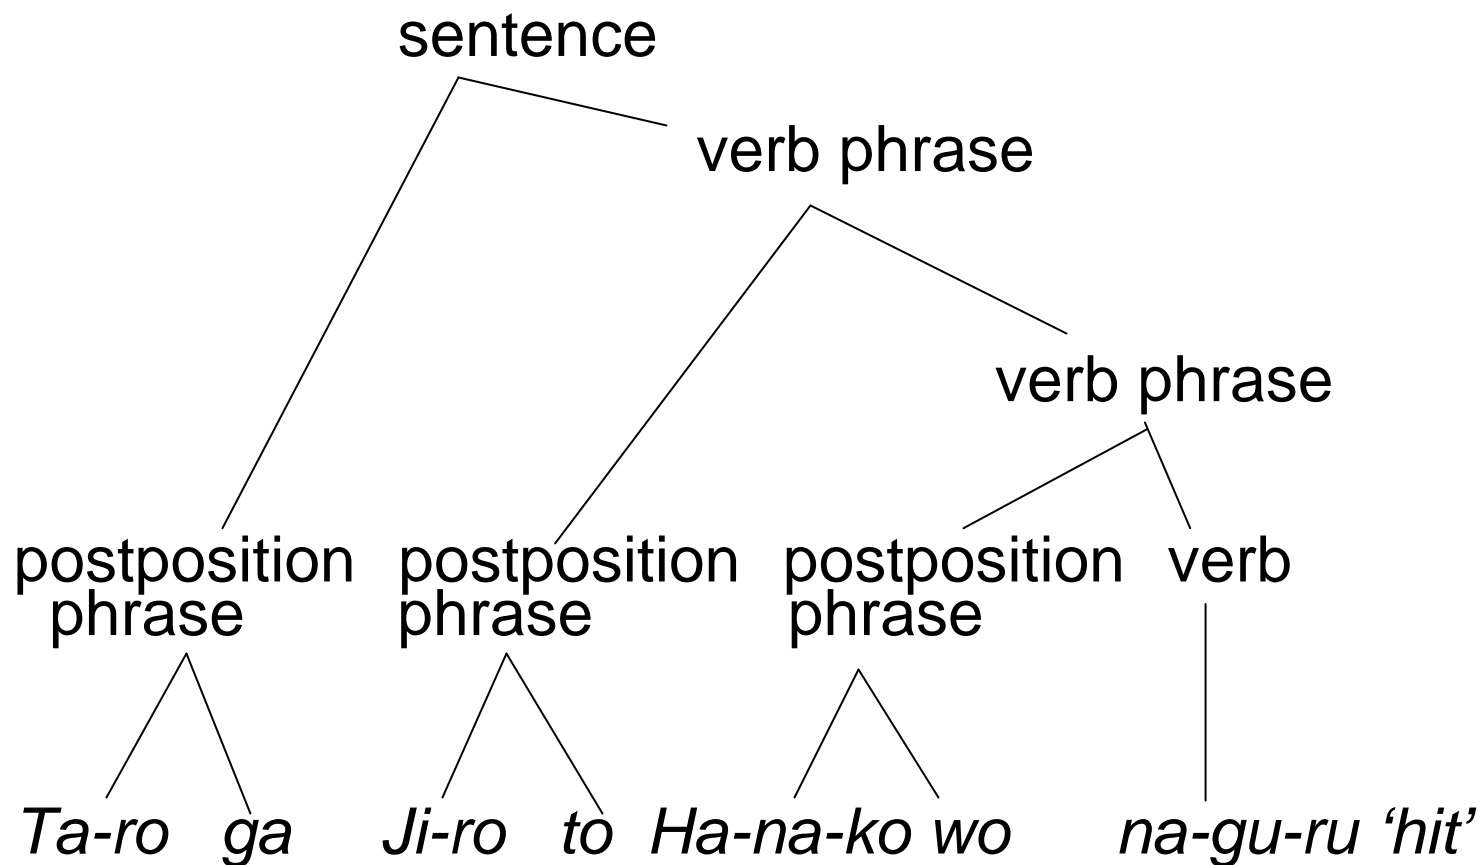 sentence
verb phrase
verb phrase
postposition phrase
postposition phrase
postposition phrase
verb
Ta-ro ga Ji-ro to Ha-na-ko wo na-gu-ru ‘hit’